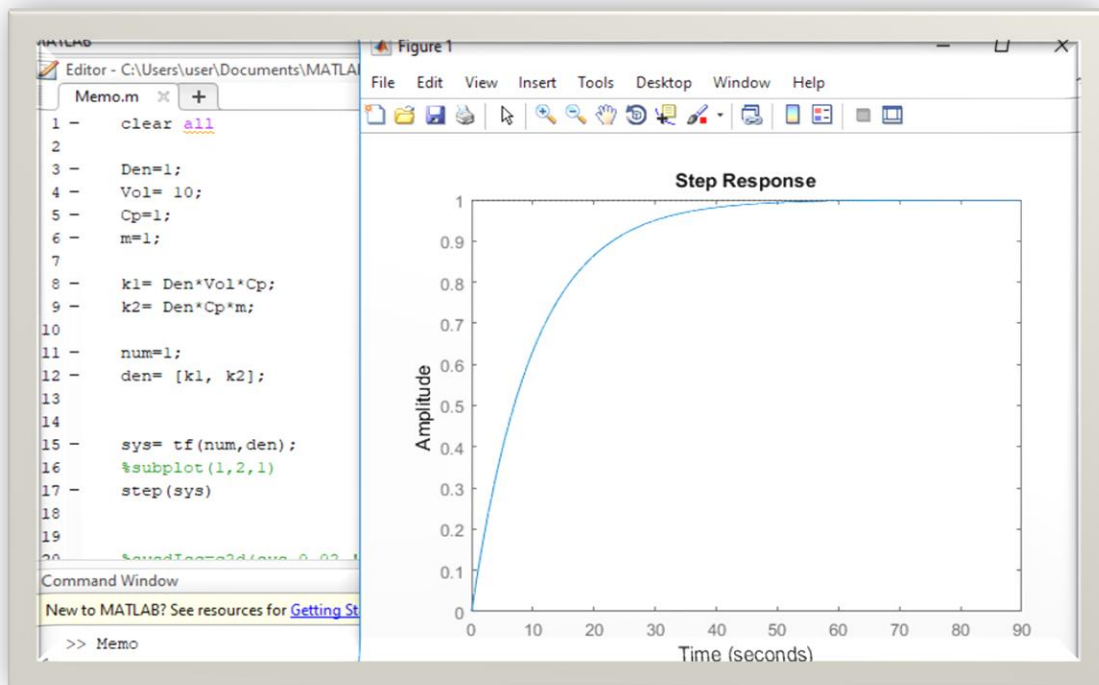 MATLAB
Editor - C:\Users\user\Documents\MATLA
Memo.m × +
1 - clear all
2
3 - Den=1;
4 - Vol= 10;
5 - Cp=1;
6 - m=1;
7
8 - k1= Den*Vol*Cp;
9 - k2= Den*Cp*m;
10
11 - num=1;
12 - den= [k1, k2];
13
14
15 - sys= tf(num,den);
16 %subplot(1,2,1)
17 - step(sys)
18
19
20
Command Window
New to MATLAB? See resources for Getting St
>> Memo
Figure 1
File Edit View Insert Tools Desktop Window Help
Step Response
Amplitude
1
0.9
0.8
0.7
0.6
0.5
0.4
0.3
0.2
0.1
0
0 10 20 30 40 50 60 70 80 90
Time (seconds)